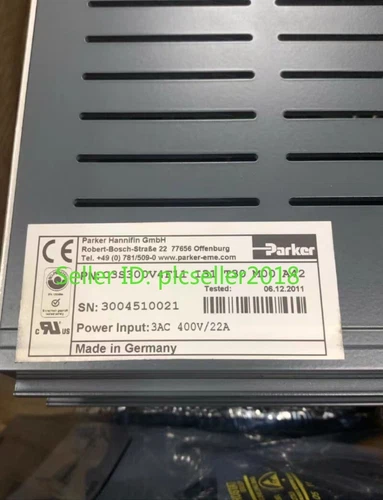 Parker Hannifin GmbH
Robert-Bosch-Straße 22 77656 Offenburg
Tel. +49 (0) 781/509-0 www.parker-eme.com
Parker
Seller ID: plcseller2018
Tested: 06.12.2011
SN: 3004510021
Power Input: 3AC 400V/22A
Made in Germany